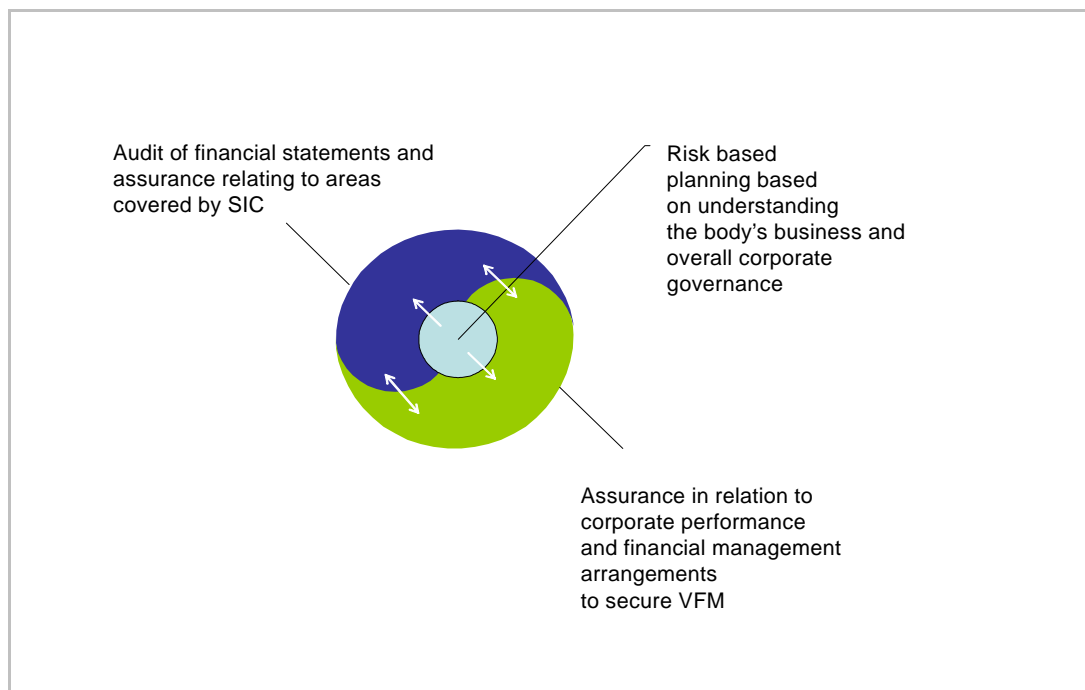 Audit of financial statements and
assurance relating to areas
covered by SIC
Risk based
planning based
on understanding
the body’s business and
overall corporate
governance
Assurance in relation to
corporate performance
and financial management
arrangements
to secure VFM